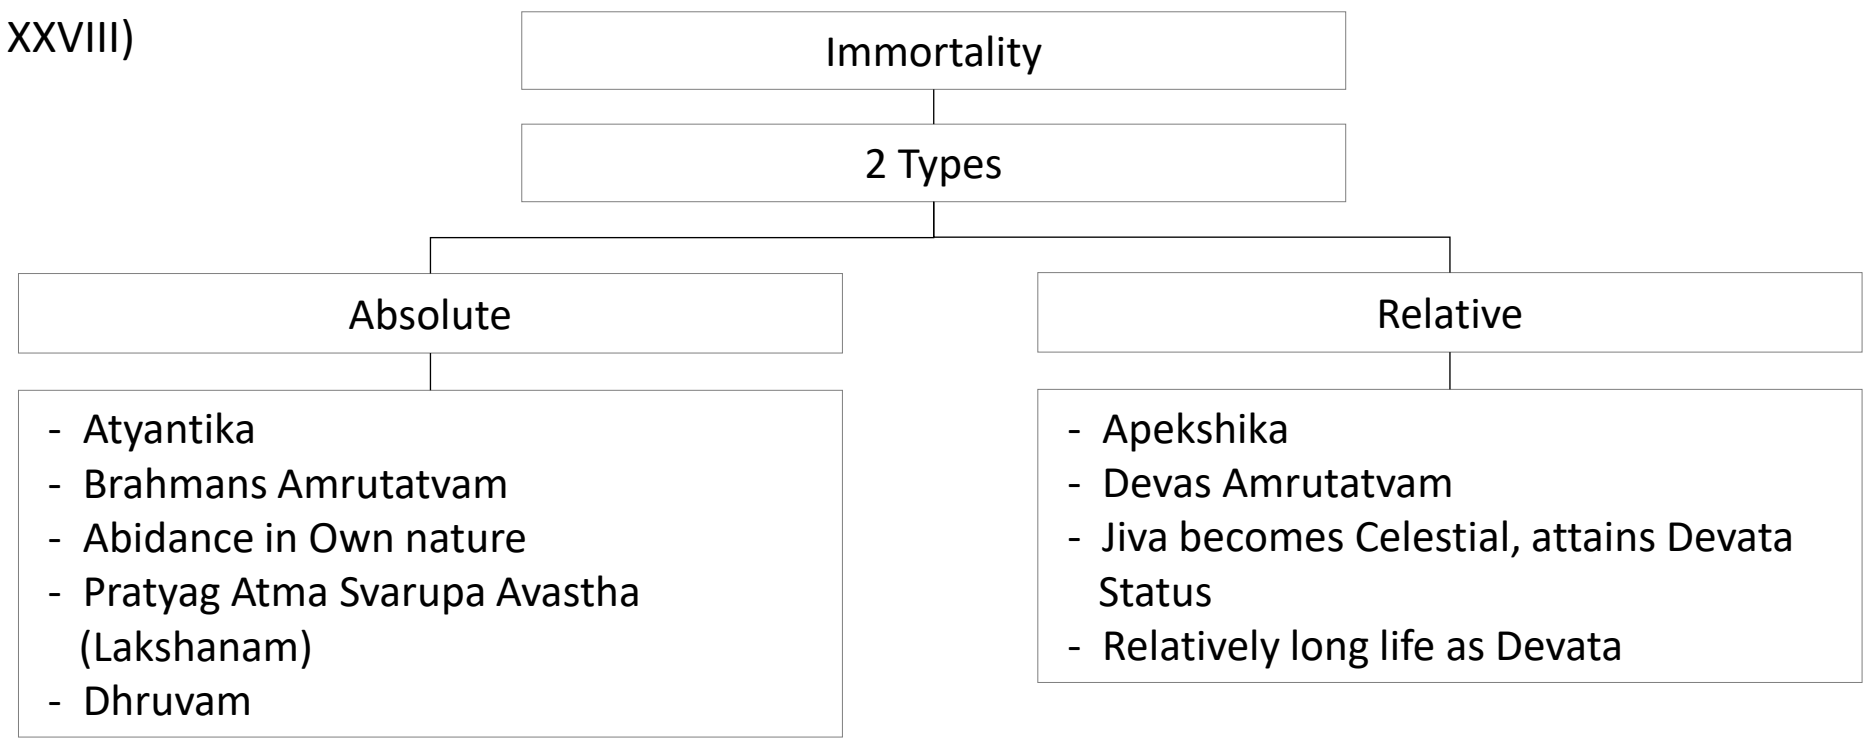 XXVIII)
Immortality
2 Types
Absolute
- Atyantika
- Brahmans Amrutatvam
- Abidance in Own nature
- Pratyag Atma Svarupa Avastha
(Lakshanam)
- Dhruvam
Relative
- Apekshika
- Devas Amrutatvam
- Jiva becomes Celestial, attains Devata
Status
- Relatively long life as Devata